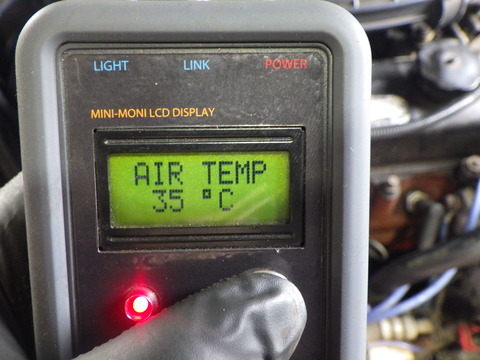 LIGHT LINK POWER
MINI-MONI LCD DISPLAY
AIR TEMP
35 °C